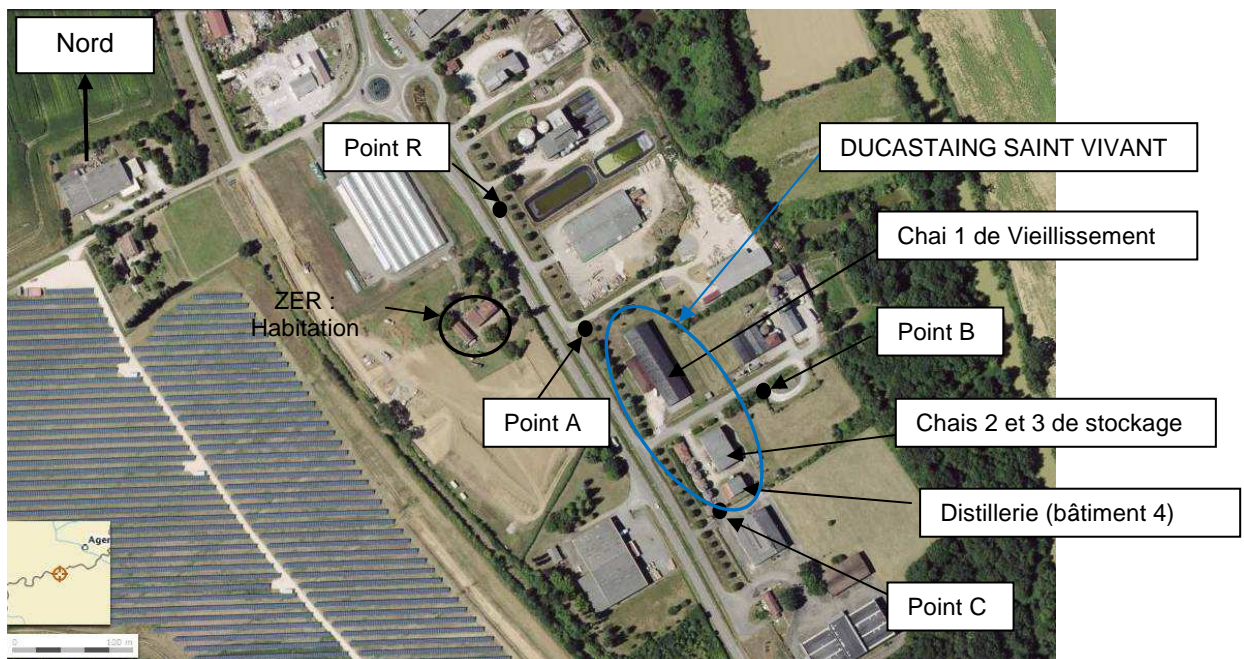 Nord
Point R
DUCASTAING SAINT VIVANT
Chai 1 de Vieillissement
ZER :
Habitation
Point B
Point A
Chais 2 et 3 de stockage
Distillerie (bâtiment 4)
Point C
Agen
0 100 m